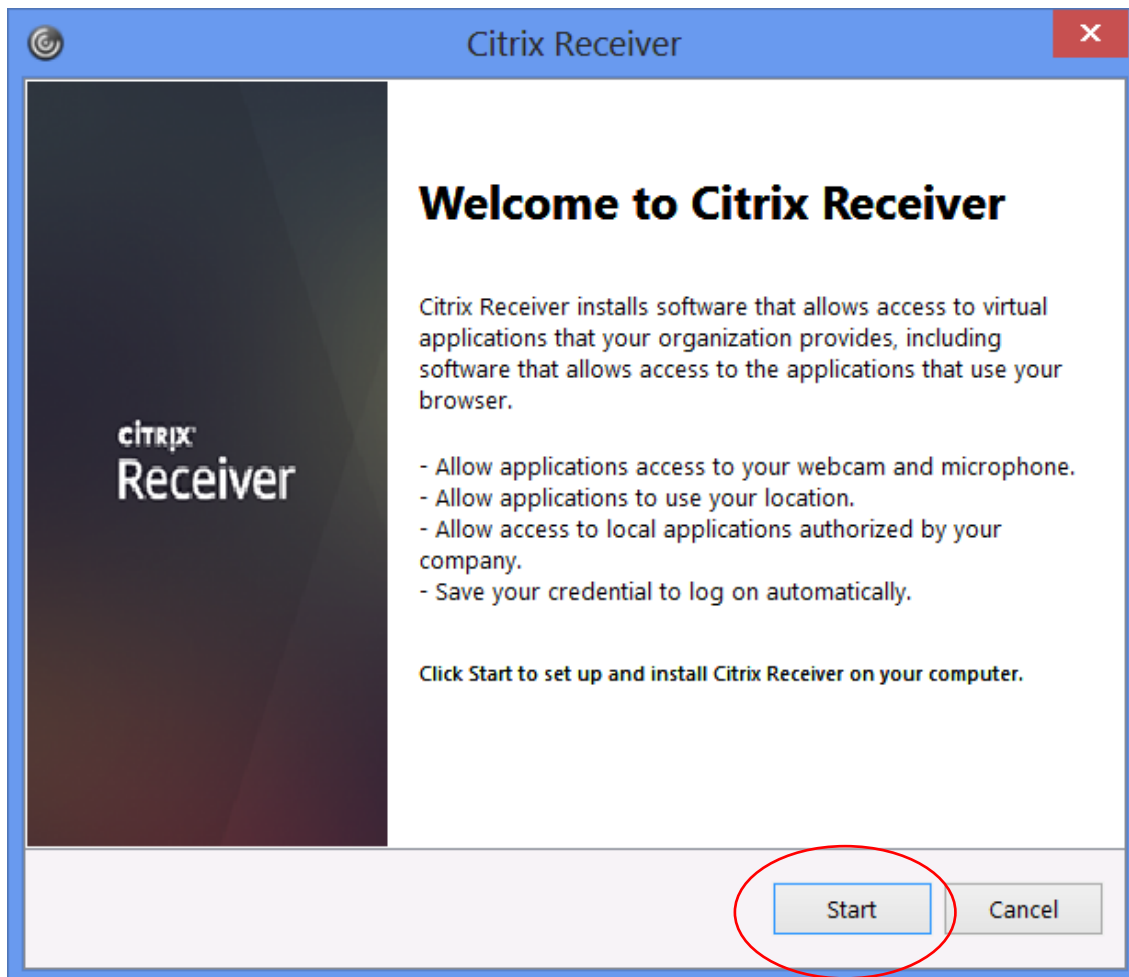 Citrix Receiver
Welcome to Citrix Receiver
Citrix Receiver installs software that allows access to virtual
applications that your organization provides, including
software that allows access to the applications that use your
browser.
CİTRIX
Receiver
- Allow applications access to your webcam and microphone.
- Allow applications to use your location.
- Allow access to local applications authorized by your
company.
- Save your credential to log on automatically.
Click Start to set up and install Citrix Receiver on your computer.
Start
Cancel